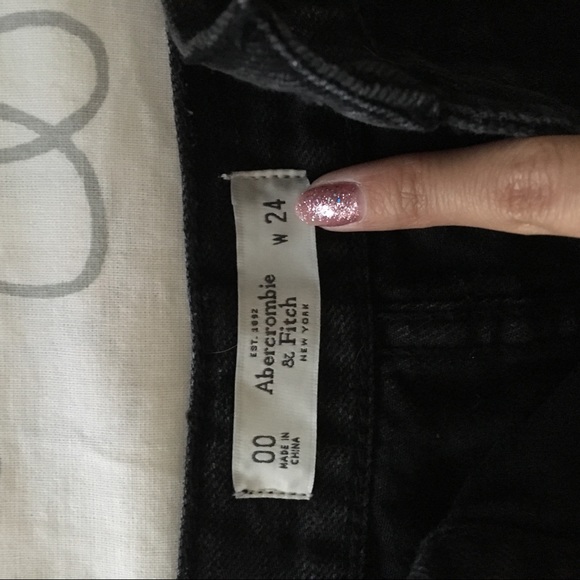 00
MADE IN
CHINA
EST. 1892
Abercrombie
& Fitch
NEW YORK
W 24